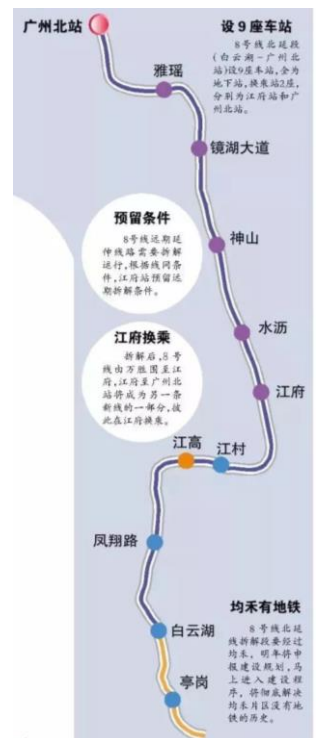 广州北站
设9座车站
8号线北延段
(白云湖-广州北
站)设9座车站,全为
地下站,换乘站2座,
分别为江府站和广
州北站。
雅瑶
镜湖大道
预留条件
8号线远期延
伸线路需要拆解
运行,根据线网条
件,江府站预留远
期拆解条件。
神山
江府换乘
拆解后,8号
线由万胜围至江
府,江府至广州北
站将成为另一条
新线的一部分,彼
此在江府换乘。
水沥
江府
江高
江村
凤翔路
白云湖
亭岗
均禾有地铁
8号线北延
线拆解段要经过
均禾,明年将申
报建设规划,马
上进入建设程
序,将彻底解决
均禾片区没有地
铁的历史。